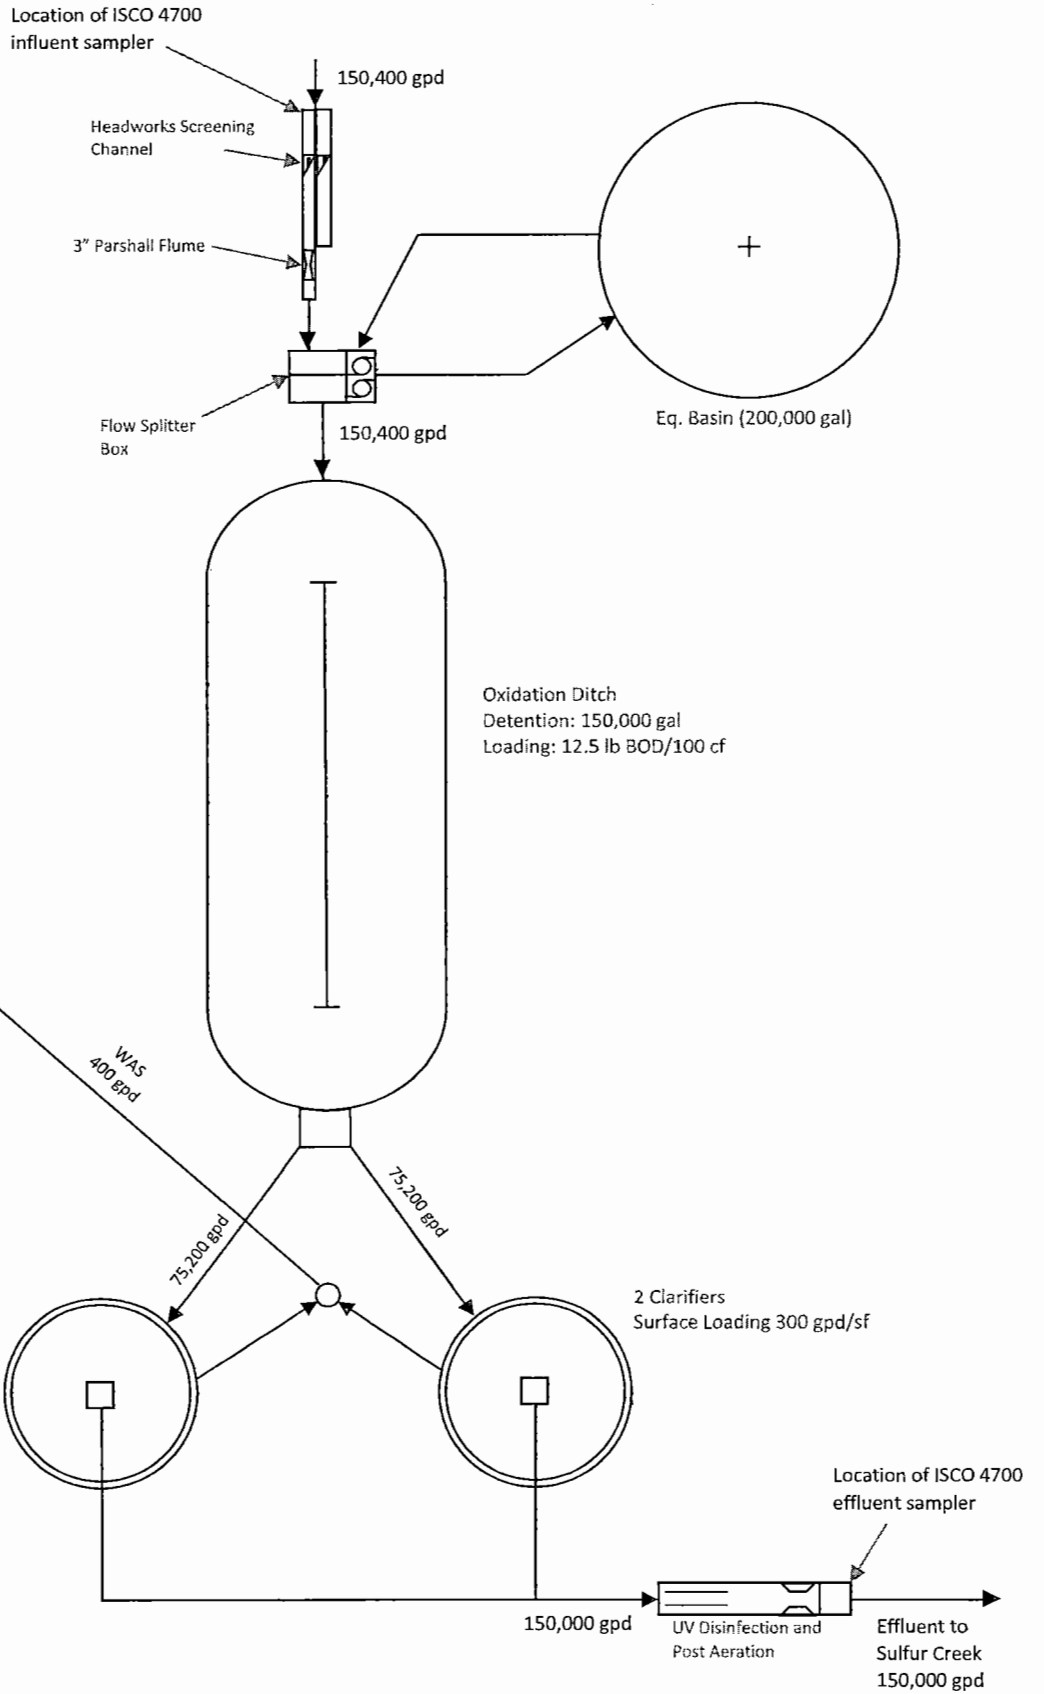 Location of ISCO 4700
influent sampler
150,400 gpd
Headworks Screening
Channel
3" Parshall Flume
Flow Splitter
Box
150,400 gpd
Eq. Basin (200,000 gal)
Oxidation Ditch
Detention: 150,000 gal
Loading: 12.5 lb BOD/100 cf
WAS
400 gpd
75,200 gpd
75,200 gpd
2 Clarifiers
Surface Loading 300 gpd/sf
Location of ISCO 4700
effluent sampler
150,000 gpd
UV Disinfection and
Post Aeration
Effluent to
Sulfur Creek
150,000 gpd